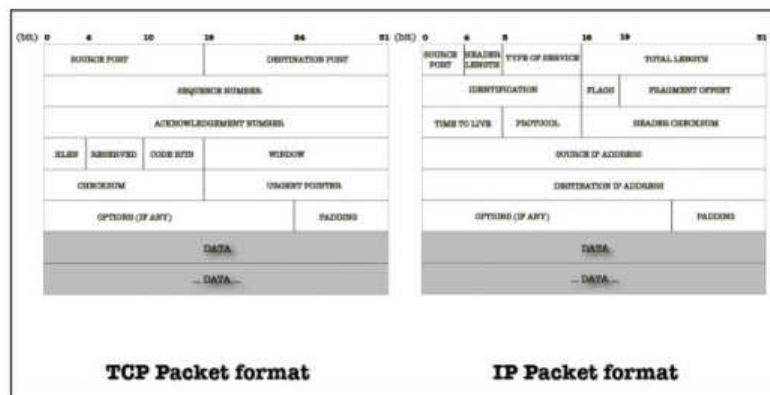 (bit) 0 4 10 16 24 31
SOURCE PORT DESTINATION PORT
SEQUENCE NUMBER
ACKNOWLEDGEMENT NUMBER
HLEN RESERVED CODE BITS WINDOW
CHECKSUM URGENT POINTER
OPTIONS (IF ANY) PADDING
DATA
... DATA ...
TCP Packet format
(bit) 0 4 8 16 19 31
SOURCE PORT HEADER LENGTH TYPE OF SERVICE TOTAL LENGTH
IDENTIFICATION FLAGS FRAGMENT OFFSET
TIME TO LIVE PROTOCOL HEADER CHECKSUM
SOURCE IP ADDRESS
DESTINATION IP ADDRESS
OPTIONS (IF ANY) PADDING
DATA
... DATA ...
IP Packet format